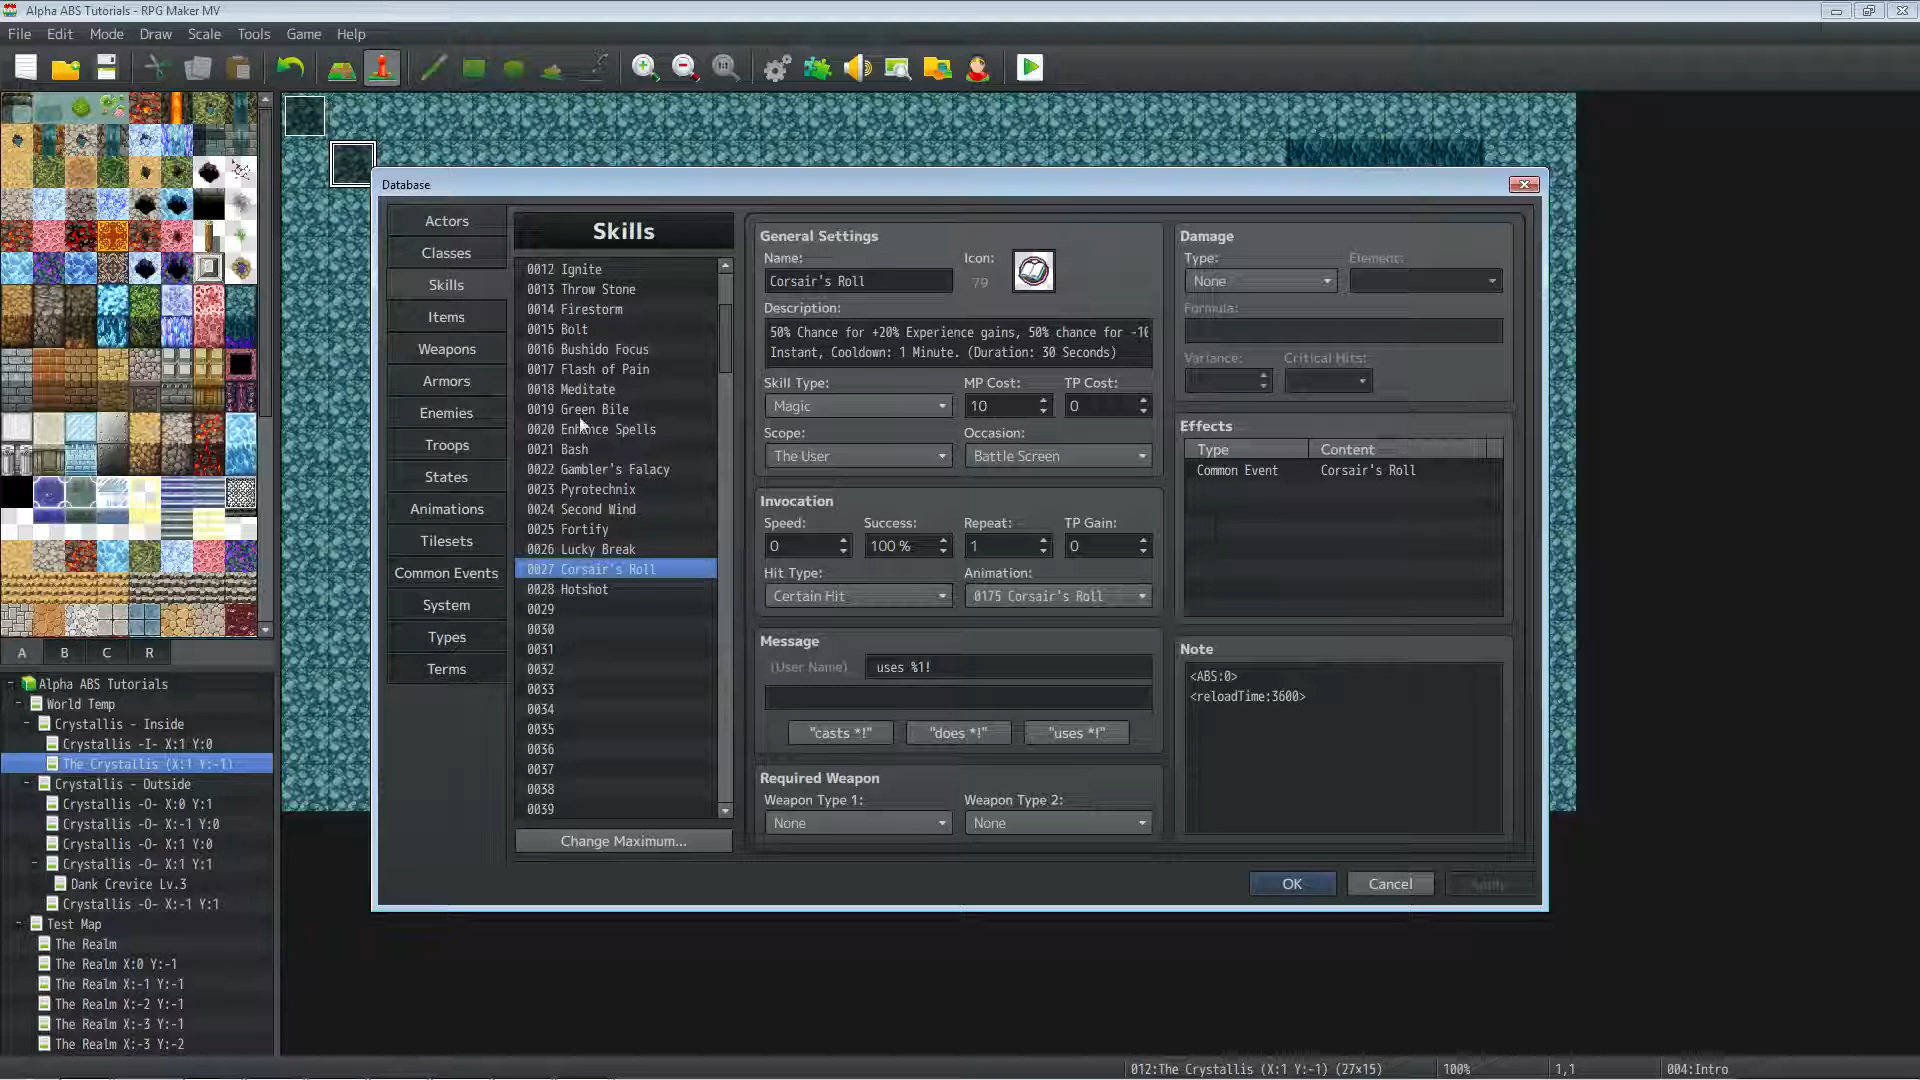 Alpha ABS Tutorials - RPG Maker MV
File Edit Mode Draw Scale Tools Game Help
Database
Actors
Classes
Skills
Items
Weapons
Armors
Enemies
Troops
States
Animations
Tilesets
Common Events
System
Types
Terms
Skills
0012 Ignite
0013 Throw Stone
0014 Firestorm
0015 Bolt
0016 Bushido Focus
0017 Flash of Pain
0018 Meditate
0019 Green Bile
0020 Enhance Spells
0021 Bash
0022 Gambler's Falacy
0023 Pyrotechnix
0024 Second Wind
0025 Fortify
0026 Lucky Break
0027 Corsair's Roll
0028 Hotshot
0029
0030
0031
0032
0033
0034
0035
0036
0037
0038
0039
Change Maximum...
General Settings
Name: Icon:
Corsair's Roll 79
Description:
50% Chance for +20% Experience gains, 50% chance for -10
Instant, Cooldown: 1 Minute. (Duration: 30 Seconds)
Skill Type: MP Cost: TP Cost:
Magic 10 0
Scope: Occasion:
The User Battle Screen
Invocation
Speed: Success: Repeat: TP Gain:
0 100 % 1 0
Hit Type: Animation:
Certain Hit 0175 Corsair's Roll
Message
(User Name) uses %1!
"casts *!" "does *!" "uses *!"
Required Weapon
Weapon Type 1: Weapon Type 2:
None None
Damage
Type: Element:
None
Formula:
Variance: Critical Hits:
Effects
Type Content
Common Event Corsair's Roll
Note
<ABS:0>
<reloadTime:3600>
OK Cancel Apply
A B C R
Alpha ABS Tutorials
World Temp
Crystallis - Inside
Crystallis -I- X:1 Y:0
The Crystallis (X:1 Y:-1)
Crystallis - Outside
Crystallis -O- X:0 Y:1
Crystallis -O- X:-1 Y:0
Crystallis -O- X:1 Y:0
Crystallis -O- X:1 Y:1
Dank Crevice Lv.3
Crystallis -O- X:-1 Y:1
Test Map
The Realm
The Realm X:0 Y:-1
The Realm X:-1 Y:-1
The Realm X:-2 Y:-1
The Realm X:-3 Y:-1
The Realm X:-3 Y:-2
012:The Crystallis (X:1 Y:-1) (27x15) 100% 1,1 004:Intro